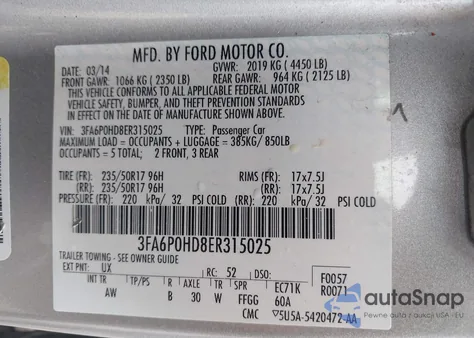 MFD. BY FORD MOTOR CO.
DATE: 03/14 GVWR: 2019 KG (4450 LB)
FRONT GAWR: 1066 KG (2350 LB) REAR GAWR: 964 KG (2125 LB)
THIS VEHICLE CONFORMS TO ALL APPLICABLE FEDERAL MOTOR
VEHICLE SAFETY, BUMPER, AND THEFT PREVENTION STANDARDS
IN EFFECT ON THE DATE OF MANUFACTURE SHOWN ABOVE.
VIN: 3FA6P0HD8ER315025 TYPE: Passenger Car
MAXIMUM LOAD = OCCUPANTS + LUGGAGE = 385KG/ 850LB
OCCUPANTS = 5 TOTAL; 2 FRONT, 3 REAR
TIRE (FR): 235/50R17 96H RIMS (FR): 17x7.5J
(RR): 235/50R17 96H (RR): 17x7.5J
PRESSURE (FR): 220 kPa/ 32 PSI COLD (RR): 220 kPa/ 32 PSI COLD
3FA6P0HD8ER315025
TRAILER TOWING - SEE OWNER GUIDE
EXT PNT: UX RC: 52 DSO: F0057
INT TR TP/PS R AXLE TR SPR EC71K R0071
AW B 30 W FFGG 60A
CMC ▽5U5A-5420472-AA
autoSnap
Pewne auta z aukcji USA i EU